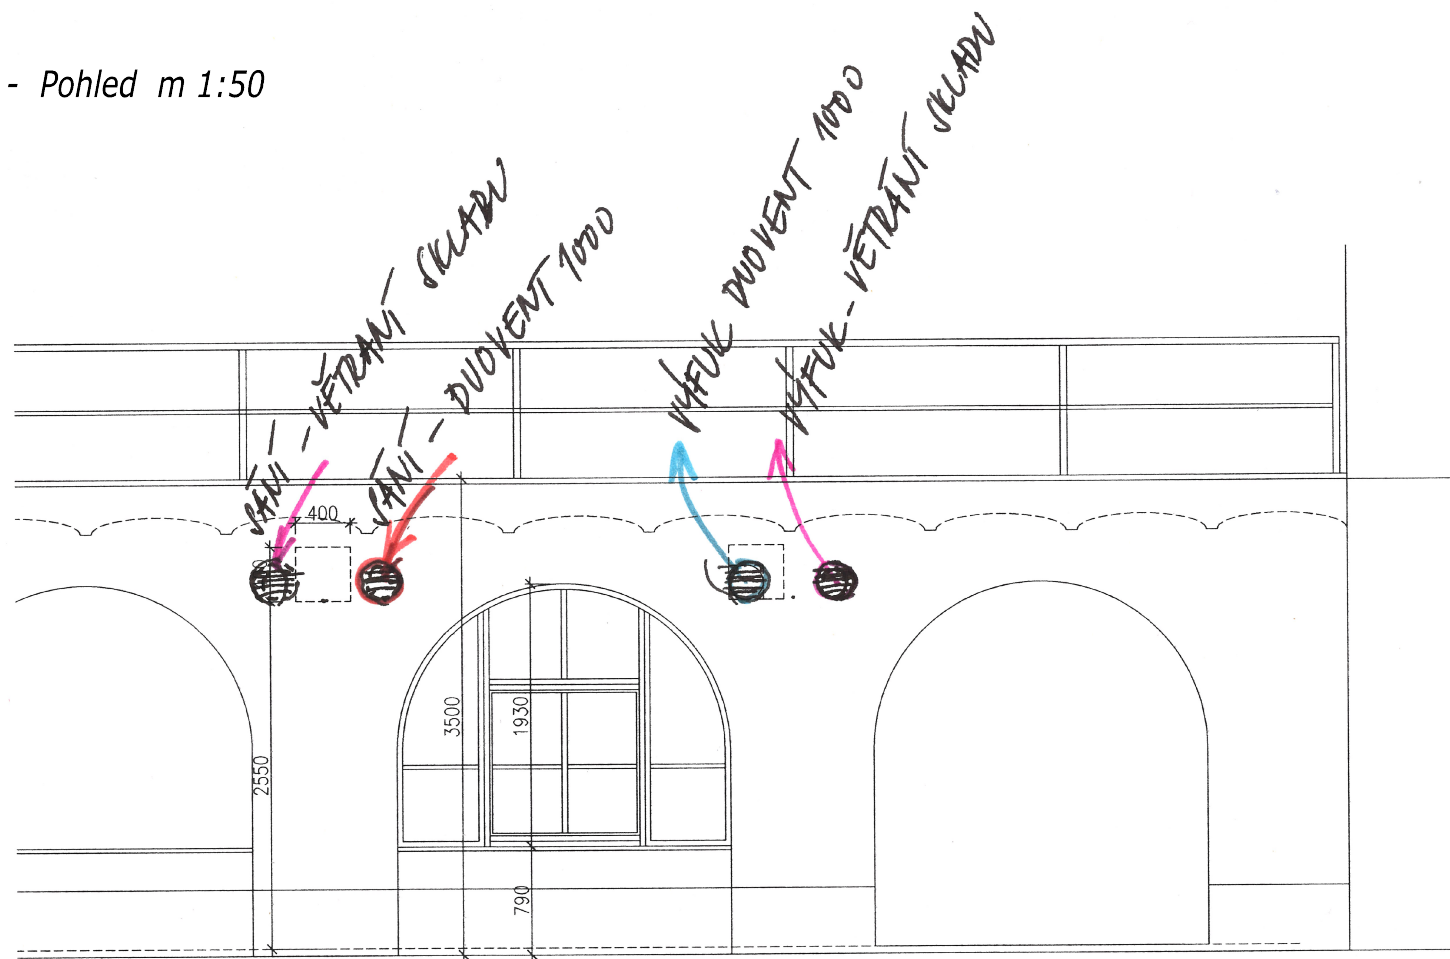 - Pohled m 1:50
SÁNÍ - VĚTRÁNÍ SKLADU
SÁNÍ - DUOVENT 1000
VÝFUK DUOVENT 1000
VÝFUK - VĚTRÁNÍ SKLADU
400
2550
3500
1930
790